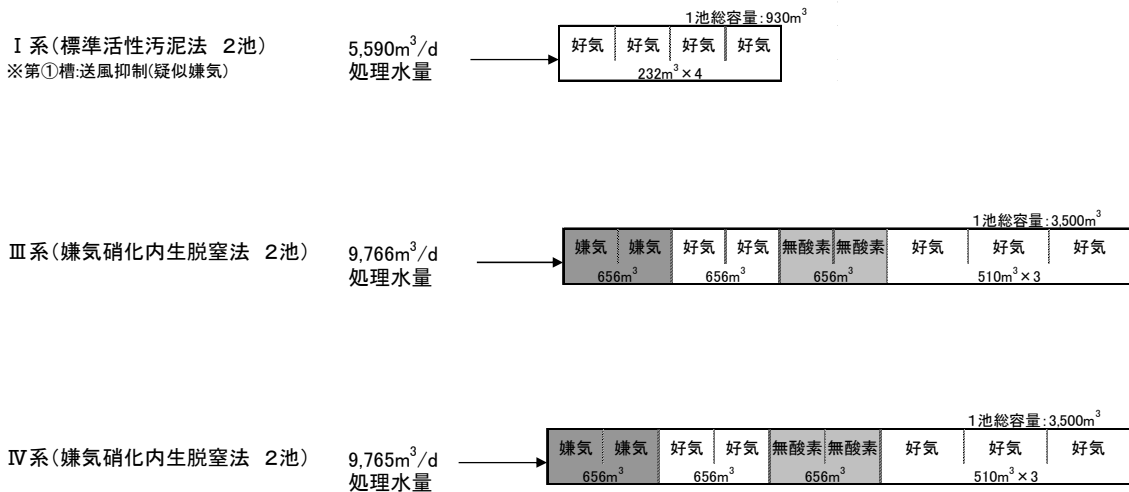 1池総容量:930m³
Ⅰ系(標準活性汚泥法 2池)
※第①槽:送風抑制(疑似嫌気)
5,590m³/d
処理水量
好気 好気 好気 好気
232m³×4
1池総容量:3,500m³
Ⅲ系(嫌気硝化内生脱窒法 2池)
9,766m³/d
処理水量
嫌気 嫌気 好気 好気 無酸素 無酸素 好気 好気 好気
656m³ 656m³ 656m³ 510m³×3
1池総容量:3,500m³
Ⅳ系(嫌気硝化内生脱窒法 2池)
9,765m³/d
処理水量
嫌気 嫌気 好気 好気 無酸素 無酸素 好気 好気 好気
656m³ 656m³ 656m³ 510m³×3